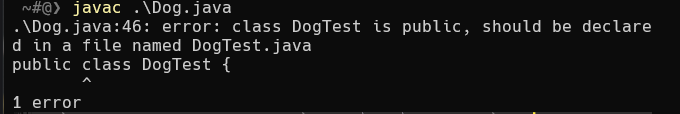 ~#@❯ javac .\Dog.java
.\Dog.java:46: error: class DogTest is public, should be declare
d in a file named DogTest.java
public class DogTest {
       ^
1 error